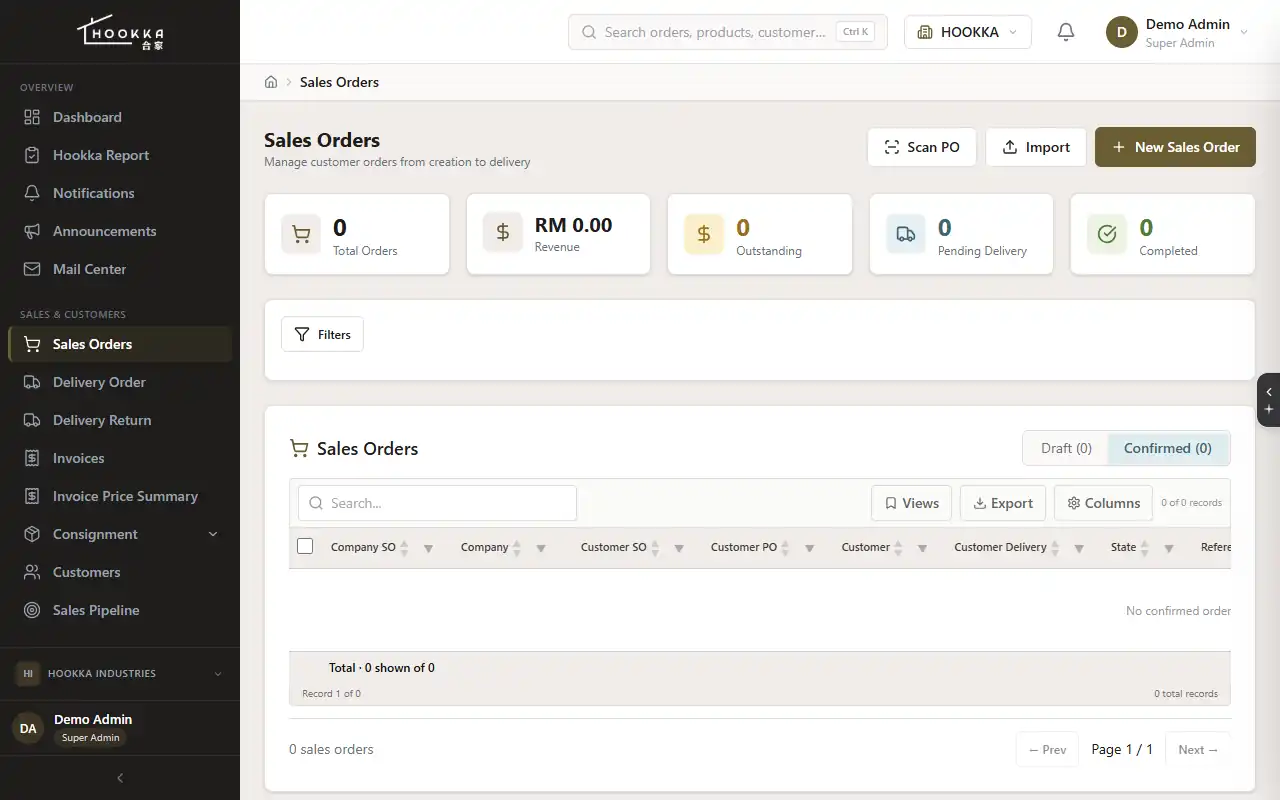 HOOKKA
合家
OVERVIEW
Dashboard
Hookka Report
Notifications
Announcements
Mail Center
SALES & CUSTOMERS
Sales Orders
Delivery Order
Delivery Return
Invoices
Invoice Price Summary
Consignment
Customers
Sales Pipeline
HI HOOKKA INDUSTRIES
DA
Demo Admin
Super Admin
Search orders, products, customer... Ctrl K
HOOKKA
D
Demo Admin
Super Admin
Sales Orders
Sales Orders
Manage customer orders from creation to delivery
Scan PO
Import
New Sales Order
0
Total Orders
RM 0.00
Revenue
0
Outstanding
0
Pending Delivery
0
Completed
Filters
Sales Orders
Draft (0) Confirmed (0)
Search...
Views Export Columns 0 of 0 records
Company SO Company Customer SO Customer PO Customer Customer Delivery State Refere
No confirmed order
Total · 0 shown of 0
Record 1 of 0 0 total records
0 sales orders
← Prev Page 1 / 1 Next →